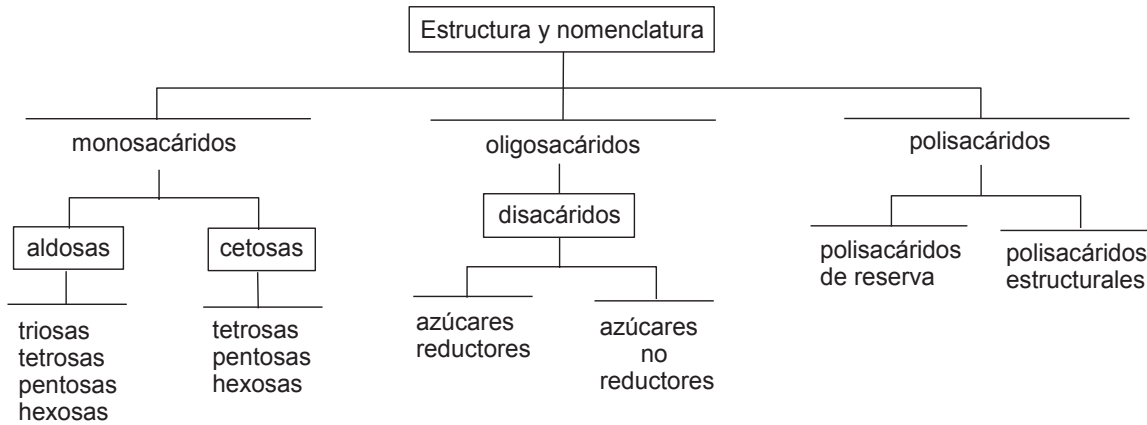 Estructura y nomenclatura
monosacáridos
oligosacáridos
polisacáridos
aldosas
cetosas
disacáridos
polisacáridos
de reserva
polisacáridos
estructurales
triosas
tetrosas
pentosas
hexosas
tetrosas
pentosas
hexosas
azúcares
reductores
azúcares
no
reductores